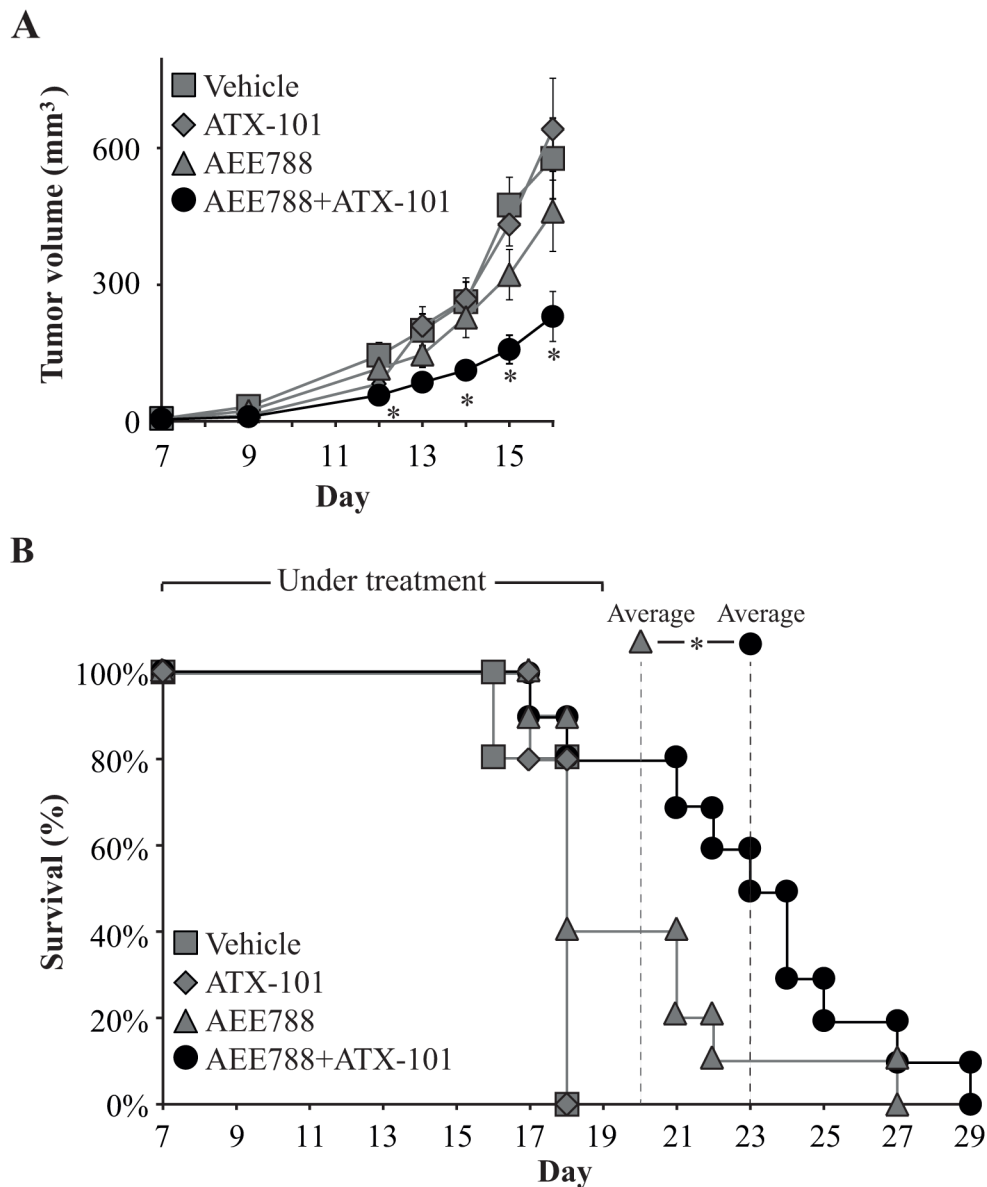 A
Tumor volume (mm³)
Vehicle
ATX-101
AEE788
AEE788+ATX-101
600
300
0
* * * *
7 9 11 13 15
Day
B
Under treatment
Average Average
*
Survival (%)
100%
80%
60%
40%
20%
0%
Vehicle
ATX-101
AEE788
AEE788+ATX-101
7 9 11 13 15 17 19 21 23 25 27 29
Day